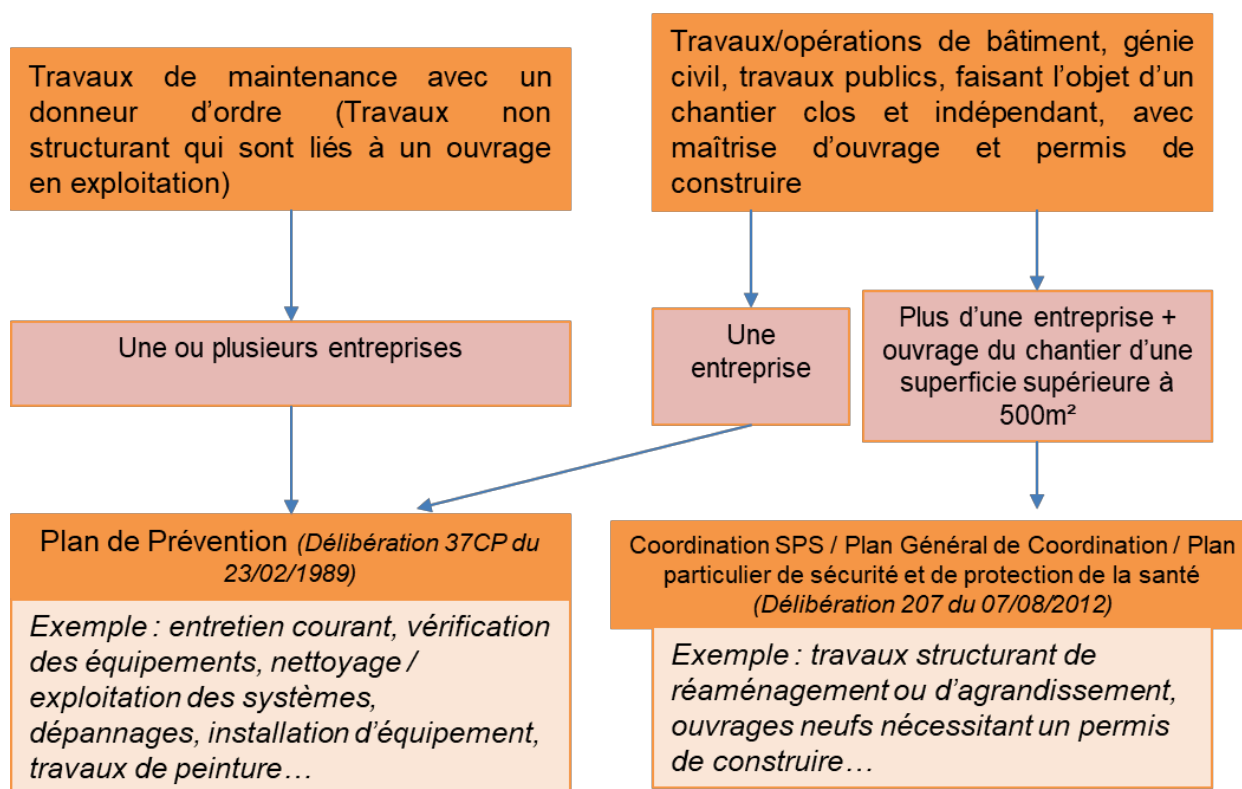 Travaux de maintenance avec un
donneur d'ordre (Travaux non
structurant qui sont liés à un ouvrage
en exploitation)
Travaux/opérations de bâtiment, génie
civil, travaux publics, faisant l'objet d'un
chantier clos et indépendant, avec
maîtrise d'ouvrage et permis de
construire
Une ou plusieurs entreprises
Une
entreprise
Plus d'une entreprise +
ouvrage du chantier d'une
superficie supérieure à
500m²
Plan de Prévention (Délibération 37CP du
23/02/1989)
Exemple : entretien courant, vérification
des équipements, nettoyage /
exploitation des systèmes,
dépannages, installation d'équipement,
travaux de peinture…
Coordination SPS / Plan Général de Coordination / Plan
particulier de sécurité et de protection de la santé
(Délibération 207 du 07/08/2012)
Exemple : travaux structurant de
réaménagement ou d'agrandissement,
ouvrages neufs nécessitant un permis
de construire…